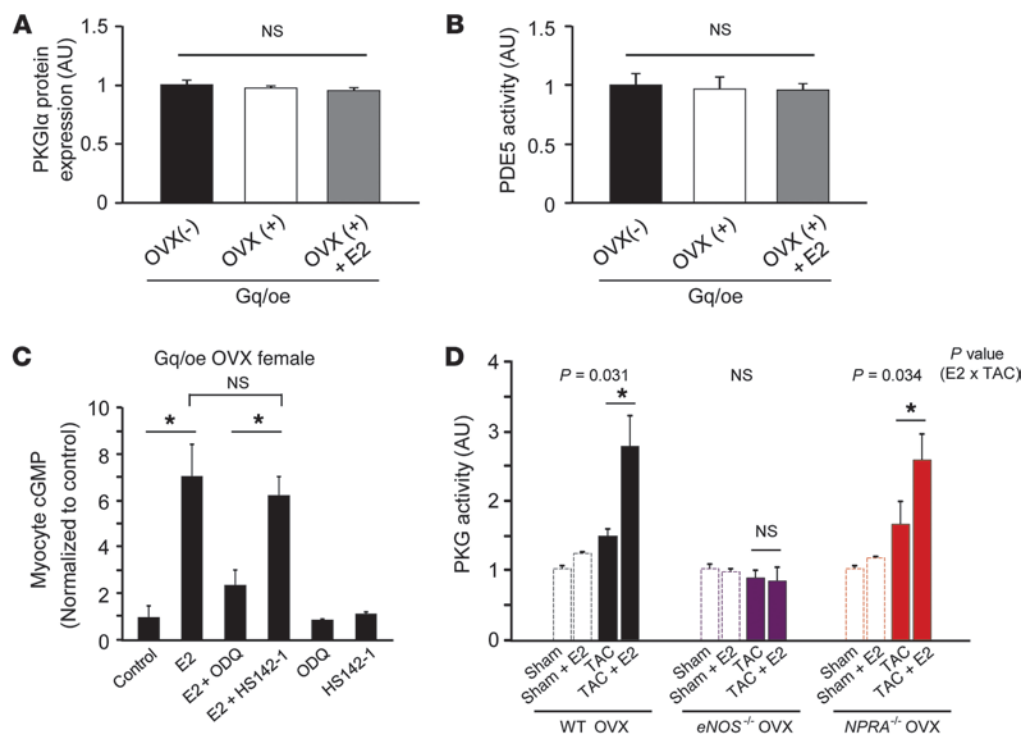 A
PKGIα protein
expression (AU)
1.5
1
0.5
0
NS
OVX(-)
OVX (+)
OVX (+)
+ E2
Gq/oe
B
PDE5 activity (AU)
1.5
1
0.5
0
NS
OVX(-)
OVX (+)
OVX (+)
+ E2
Gq/oe
C
Gq/oe OVX female
NS
Myocyte cGMP
(Normalized to control)
10
8
6
4
2
0
*
*
Control
E2
E2 + ODQ
E2 + HS142-1
ODQ
HS142-1
D
PKG activity (AU)
4
3
2
1
0
P = 0.031
NS
P = 0.034
P value
(E2 x TAC)
*
NS
*
Sham
Sham + E2
TAC
TAC + E2
Sham
Sham + E2
TAC
TAC + E2
Sham
Sham + E2
TAC
TAC + E2
WT OVX
eNOS-/- OVX
NPRA-/- OVX